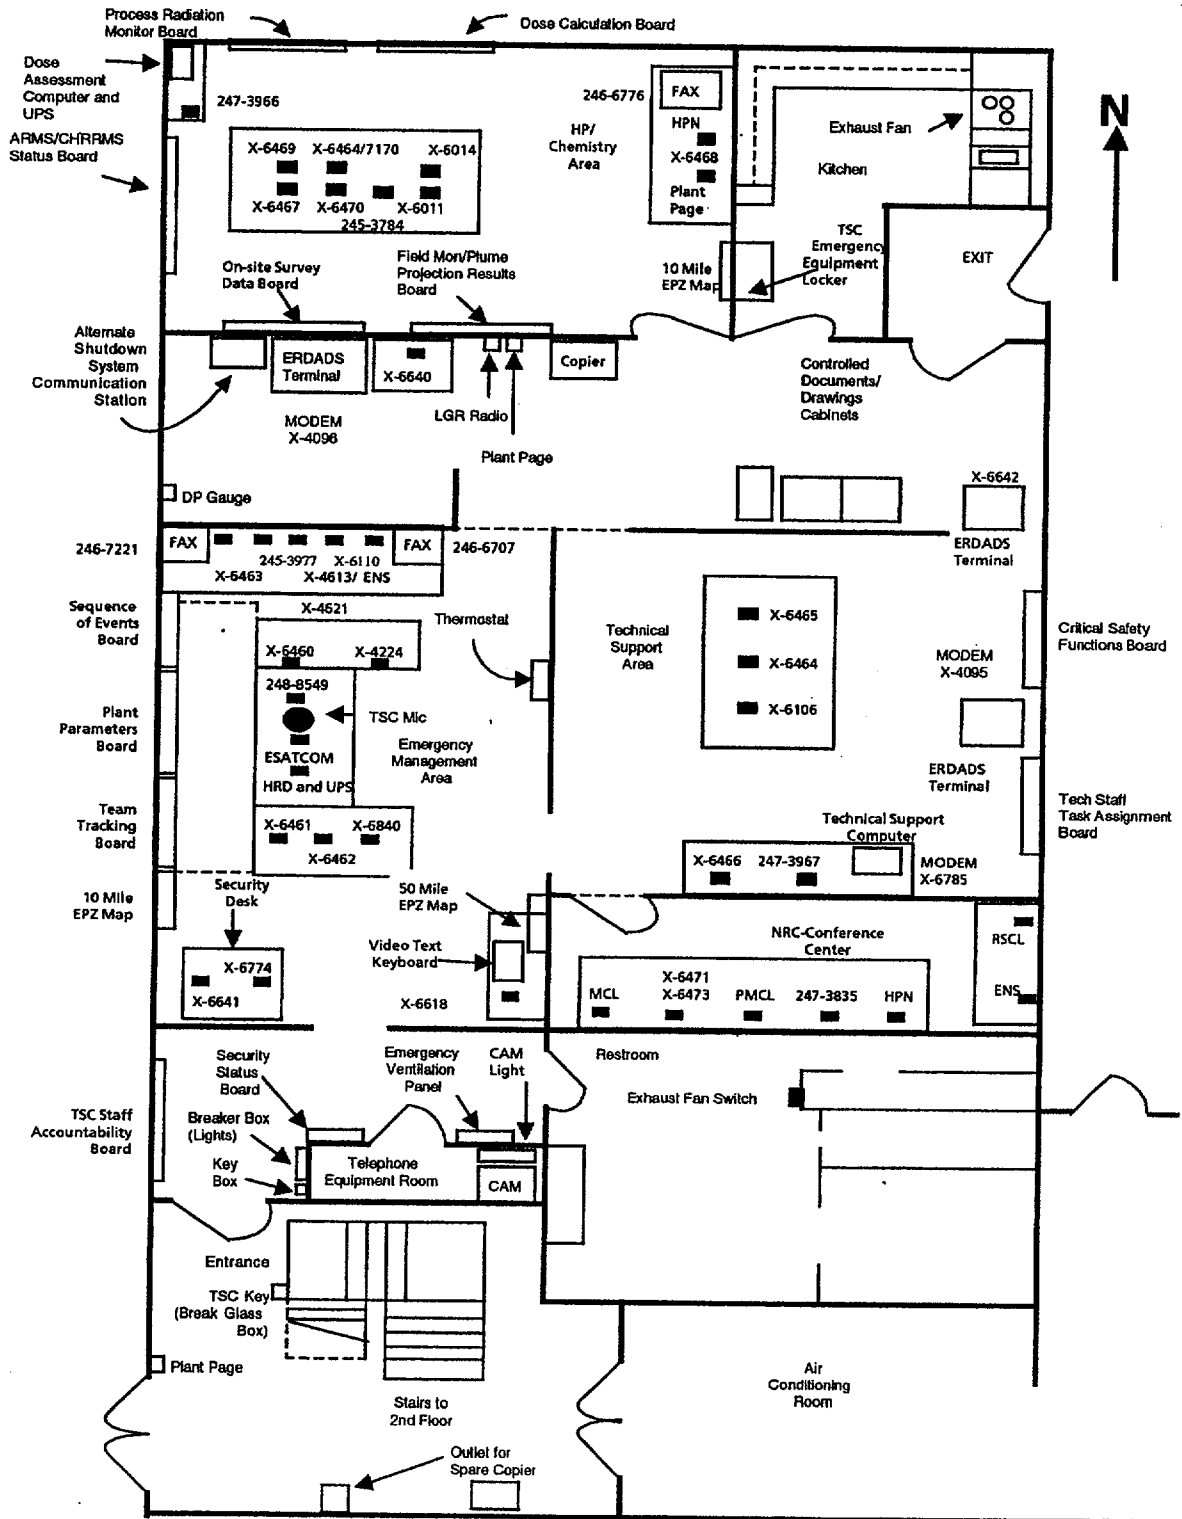 Process Radiation
Monitor Board
Dose Calculation Board
Dose
Assessment
Computer and
UPS
247-3966
ARMS/CHRRMS
Status Board
X-6469
X-6464/7170
X-6014
X-6467
X-6470
X-6011
245-3784
246-6776
FAX
HPN
X-6468
Plant
Page
HP/
Chemistry
Area
Exhaust Fan
Kitchen
N
TSC
Emergency
Equipment
Locker
10 Mile
EPZ Map
EXIT
On-site Survey
Data Board
Field Mon/Plume
Projection Results
Board
Alternate
Shutdown
System
Communication
Station
ERDADS
Terminal
X-6640
Copier
LGR Radio
MODEM
X-4096
Plant Page
Controlled
Documents/
Drawings
Cabinets
DP Gauge
X-6642
ERDADS
Terminal
246-7221
FAX
FAX
246-6707
245-3977
X-6110
X-6463
X-4613/ ENS
X-4621
Sequence
of Events
Board
Thermostat
X-6460
X-4224
248-8549
TSC Mic
Plant
Parameters
Board
ESATCOM
HRD and UPS
Emergency
Management
Area
Technical
Support
Area
X-6465
X-6464
X-6106
Critical Safety
Functions Board
MODEM
X-4095
ERDADS
Terminal
Team
Tracking
Board
X-6461
X-6840
X-6462
Tech Staff
Task Assignment
Board
Technical Support
Computer
X-6466
247-3967
MODEM
X-6785
10 Mile
EPZ Map
Security
Desk
50 Mile
EPZ Map
X-6774
X-6641
Video Text
Keyboard
X-6618
NRC-Conference
Center
RSCL
ENS
MCL
X-6471
X-6473
PMCL
247-3835
HPN
Security
Status
Board
Emergency
Ventilation
Panel
CAM
Light
Restroom
Exhaust Fan Switch
TSC Staff
Accountability
Board
Breaker Box
(Lights)
Key
Box
Telephone
Equipment Room
CAM
Entrance
TSC Key
(Break Glass
Box)
Plant Page
Stairs to
2nd Floor
Air
Conditioning
Room
Outlet for
Spare Copier